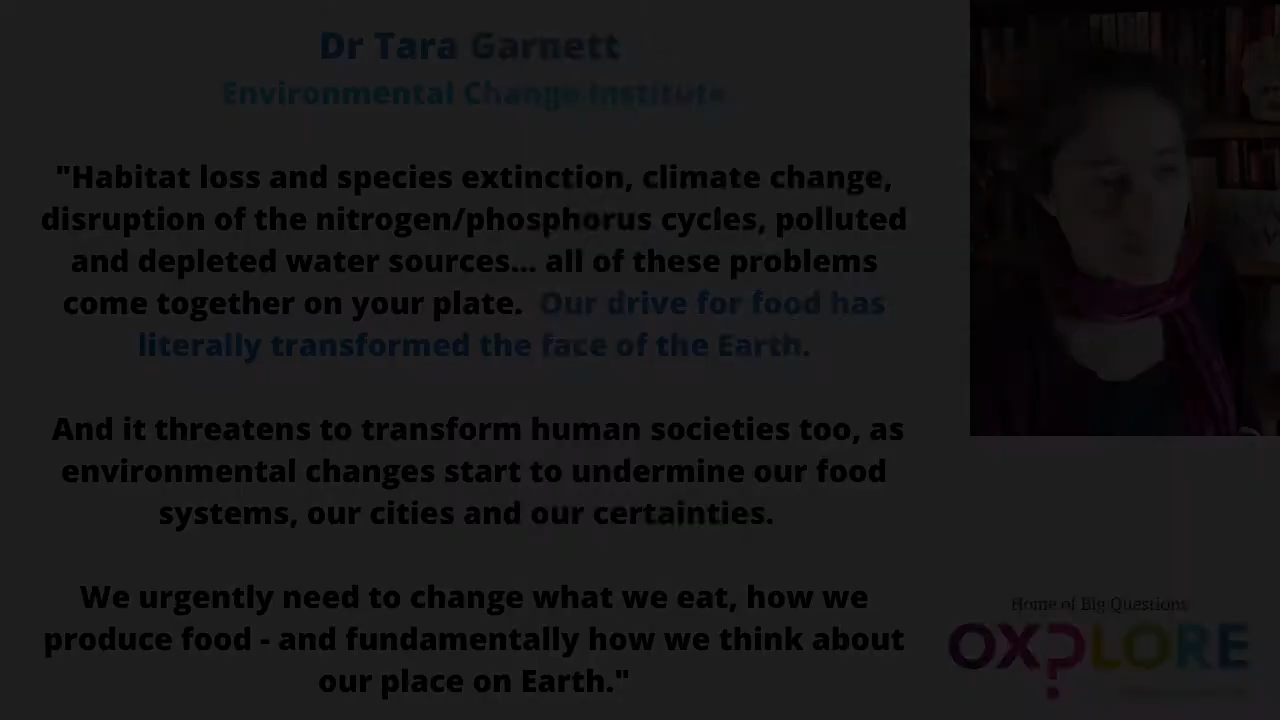 Dr Tara Garnett
Environmental Change Institute
"Habitat loss and species extinction, climate change,
disruption of the nitrogen/phosphorus cycles, polluted
and depleted water sources... all of these problems
come together on your plate. Our drive for food has
literally transformed the face of the Earth.
And it threatens to transform human societies too, as
environmental changes start to undermine our food
systems, our cities and our certainties.
We urgently need to change what we eat, how we
produce food - and fundamentally how we think about
our place on Earth."
Home of Big Questions
OXPLORE